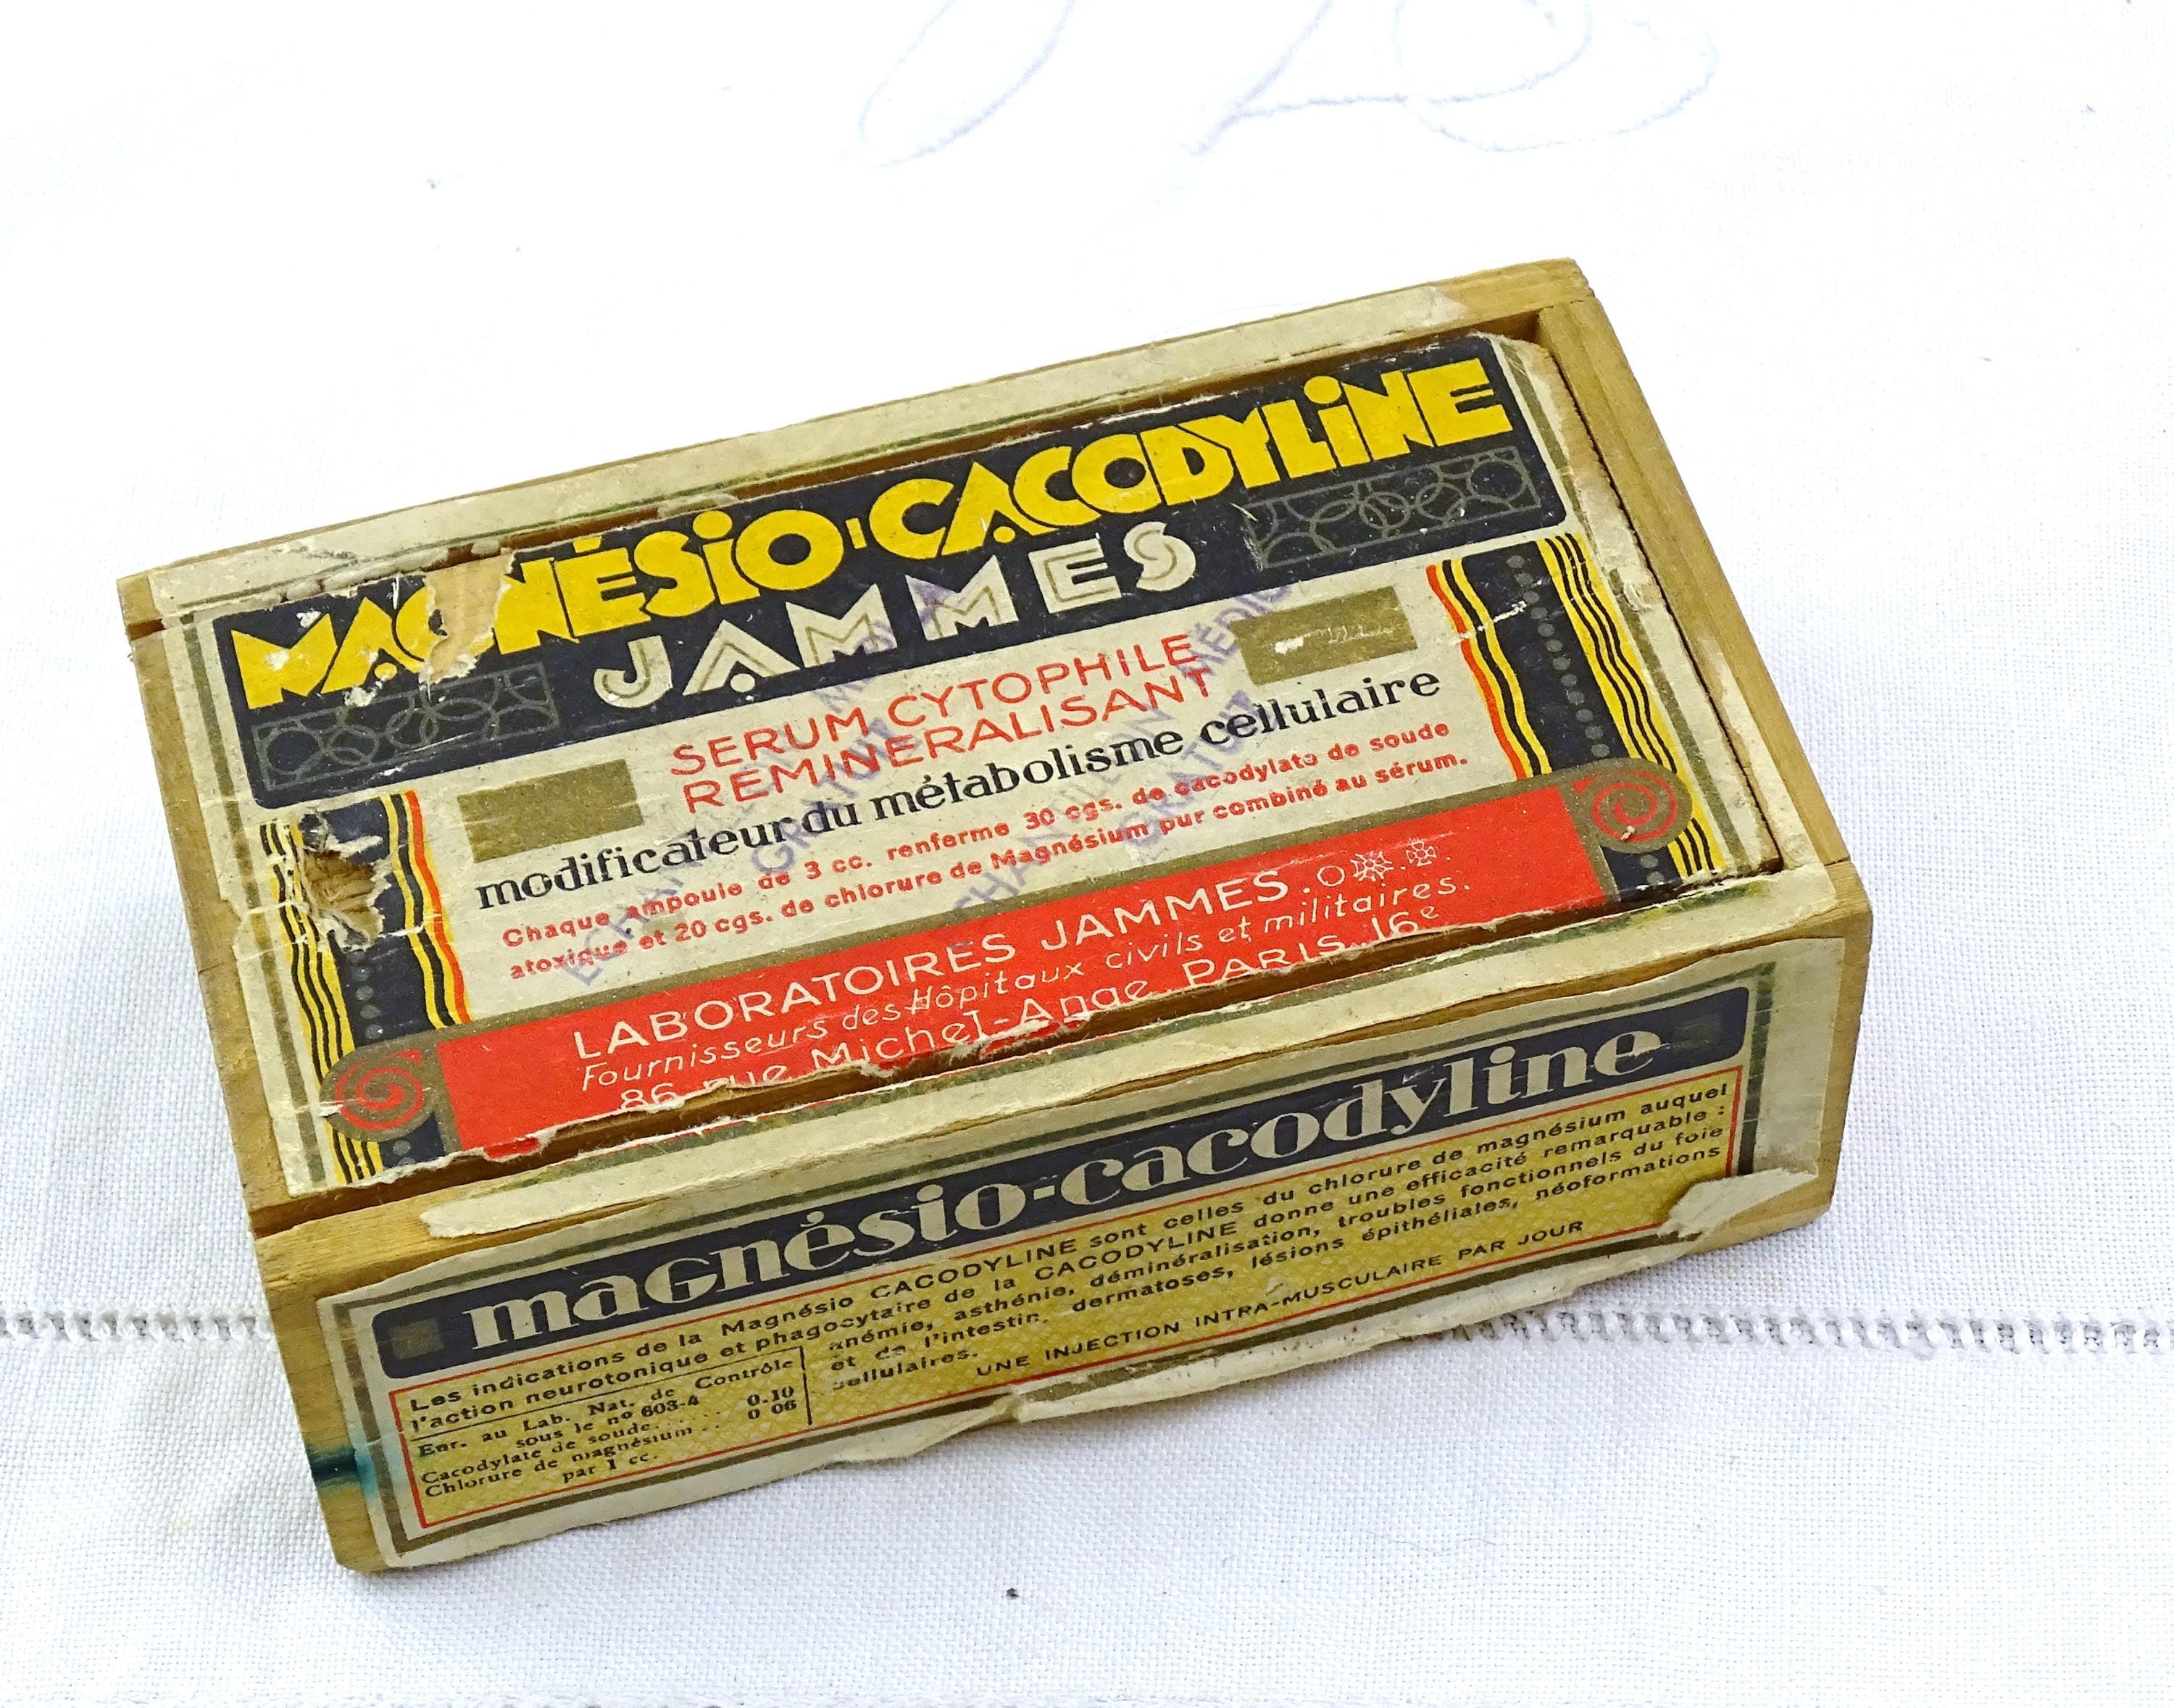 MAGNÉSiO-CACODYLiNE
JAMMES
SERUM CYTOPHILE
REMINERALISANT
modificateur du métabolisme cellulaire
Chaque ampoule de 3 cc. renferme 30 cgs. de cacodylate de soude
atoxique et 20 cgs. de chlorure de Magnésium pur combiné au sérum.
GRATUIT
GRATUIT
LABORATOIRES JAMMES.
Fournisseurs des Hôpitaux civils et militaires.
86 rue Michel-Ange. PARIS. 16e
magnésio-cacodyline
Les indications de la Magnésio CACODYLINE sont celles du chlorure de magnésium auquel
l'action neurotonique et phagocytaire de la CACODYLINE donne une efficacité remarquable :
anémie, asthénie, déminéralisation, troubles fonctionnels du foie
et de l'intestin. dermatoses, lésions épithéliales, néoformations
cellulaires.
UNE INJECTION INTRA-MUSCULAIRE PAR JOUR
Enr. au Lab. Nat. de Contrôle
sous le nº 603-4
Cacodylate de soude...... 0.10
Chlorure de magnésium .. 0 06
par 1 cc.